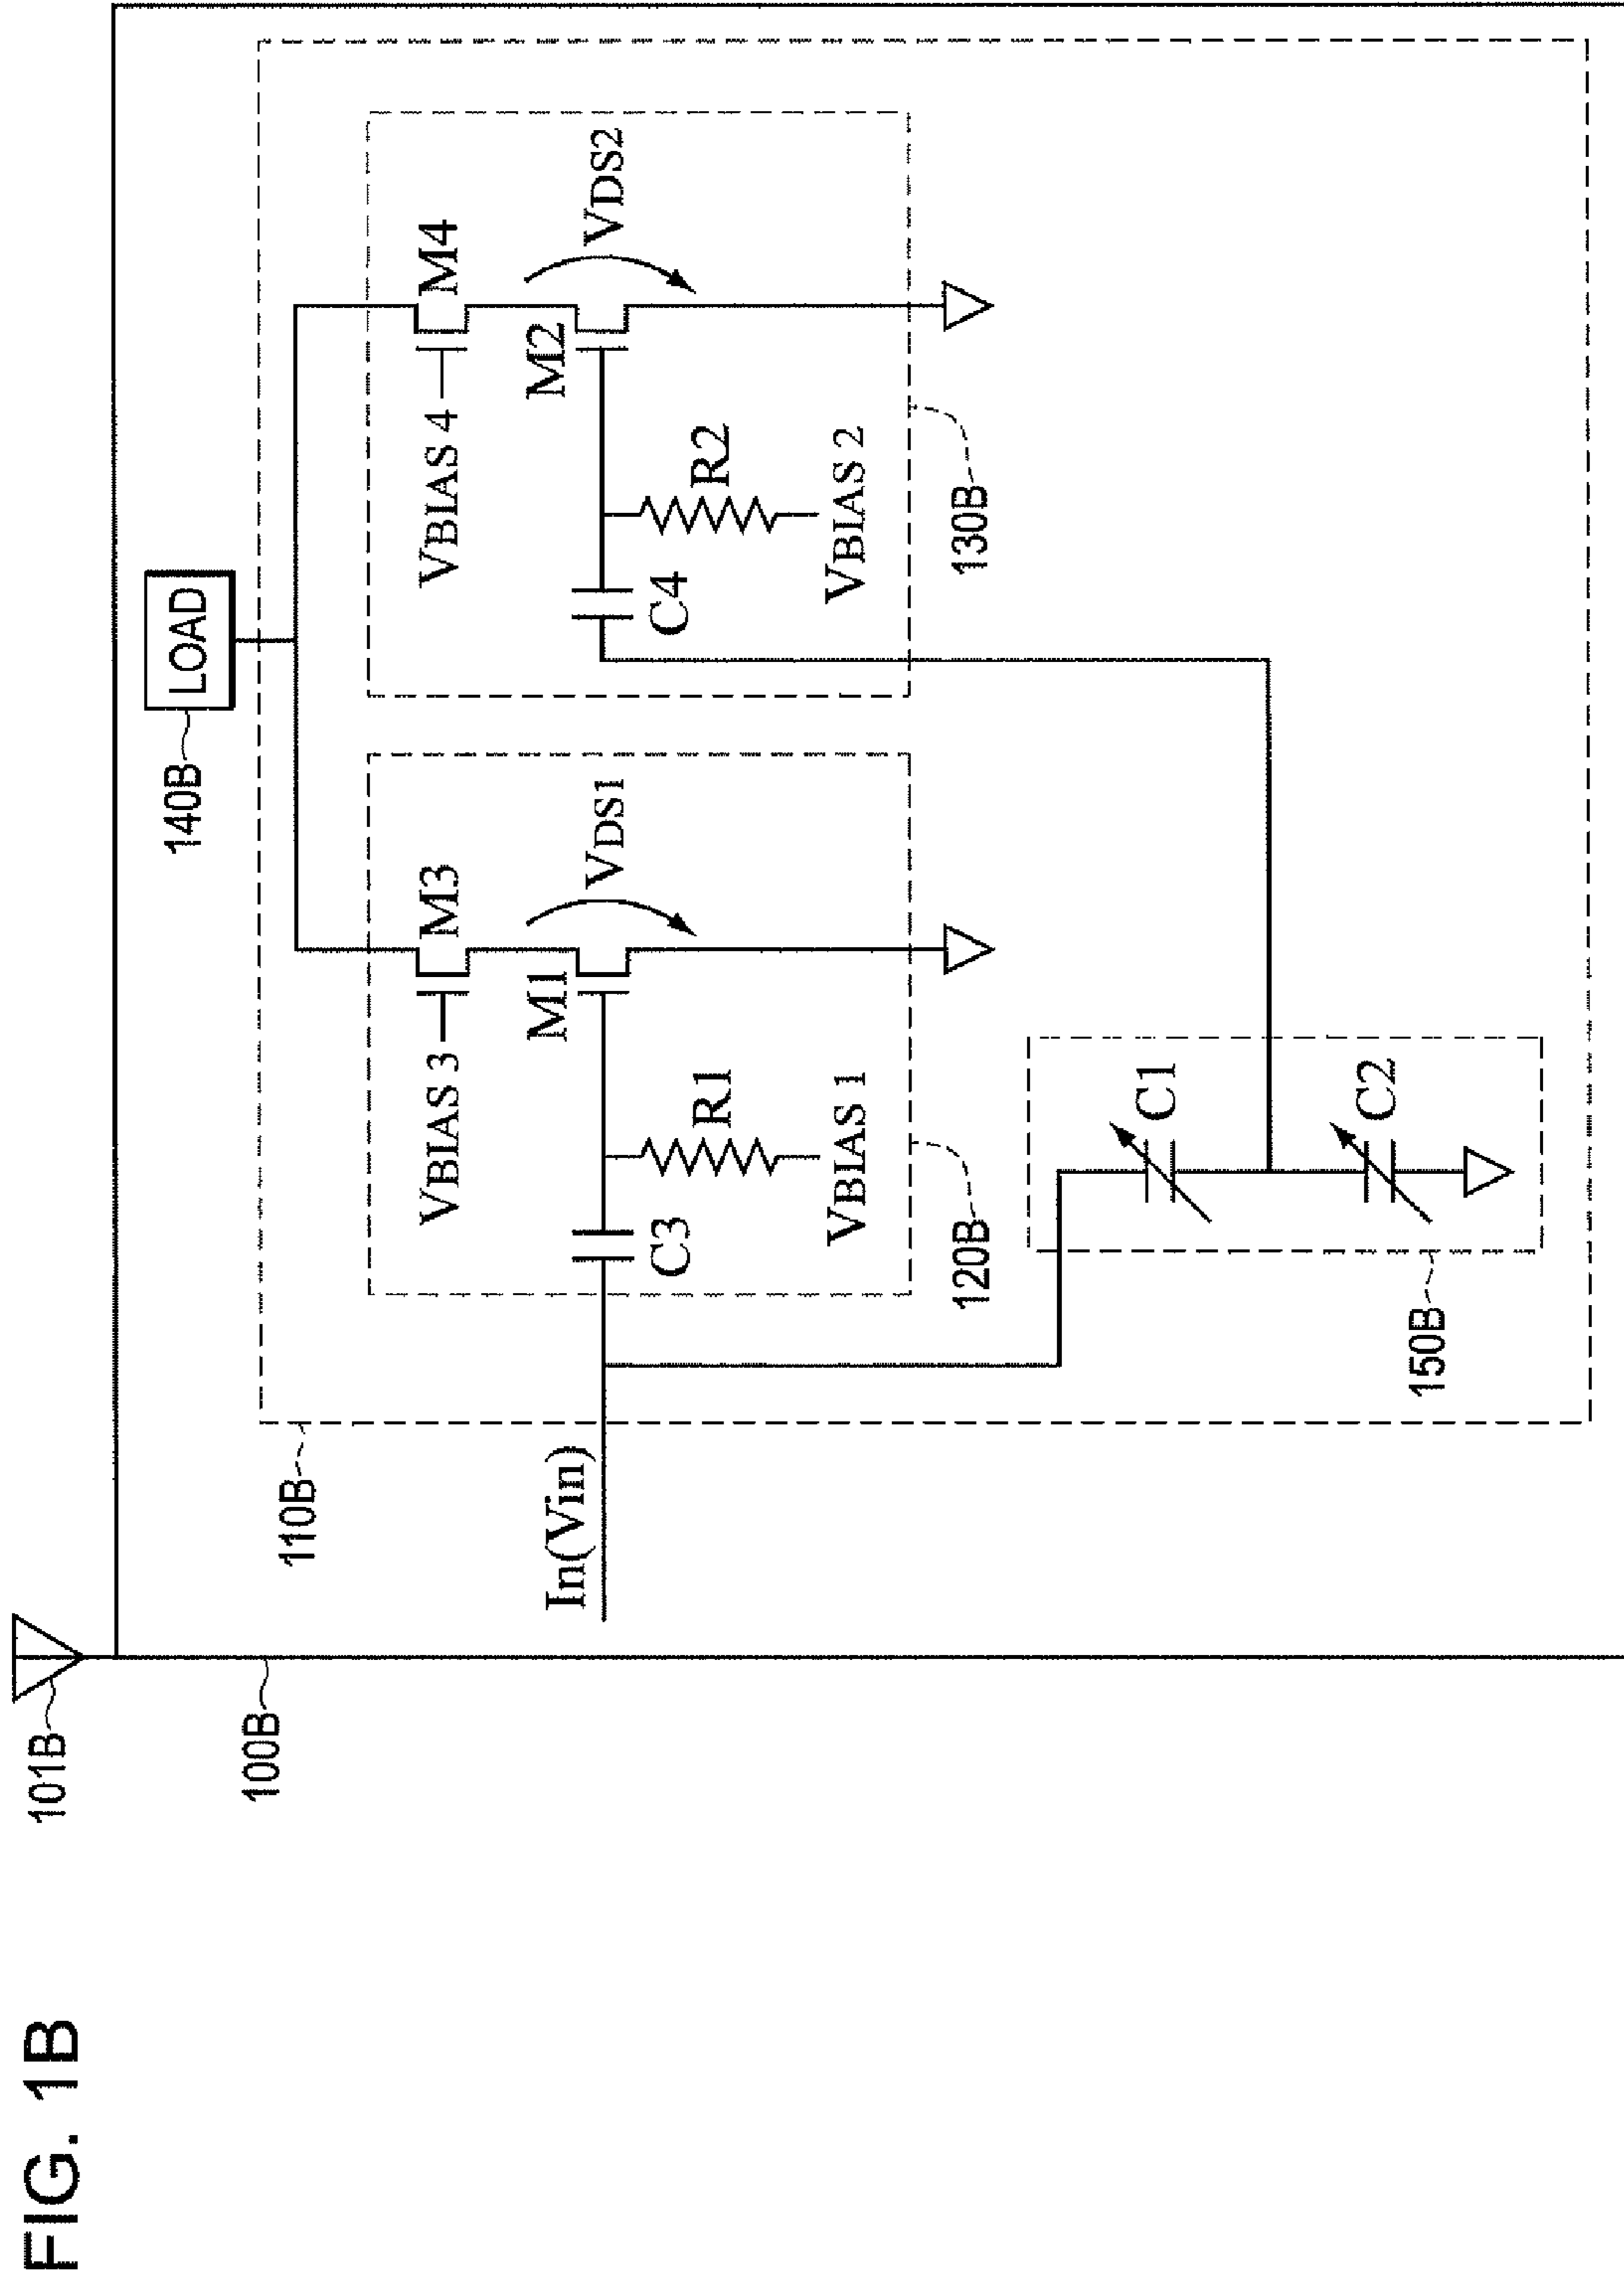 FIG. 1B
101B
100B
110B
140B
LOAD
In(Vin)
VBIAS 3
M3
M1
VDS1
C3
R1
VBIAS 1
120B
VBIAS 4
M4
M2
VDS2
C4
R2
VBIAS 2
130B
C1
C2
150B